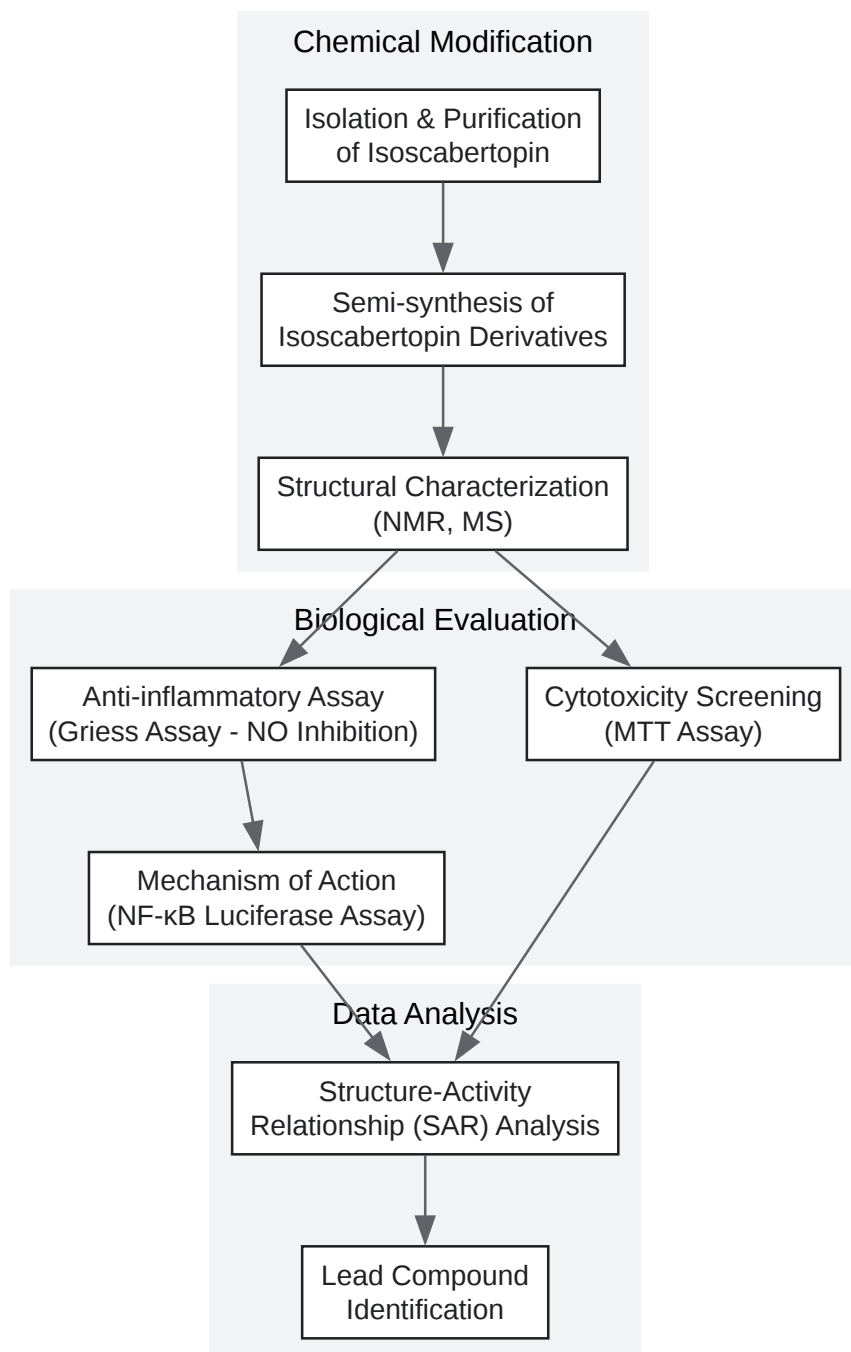 Chemical Modification
Isolation & Purification
of Isoscabertopin
Semi-synthesis of
Isoscabertopin Derivatives
Structural Characterization
(NMR, MS)
Biological Evaluation
Anti-inflammatory Assay
(Griess Assay - NO Inhibition)
Cytotoxicity Screening
(MTT Assay)
Mechanism of Action
(NF-κB Luciferase Assay)
Data Analysis
Structure-Activity
Relationship (SAR) Analysis
Lead Compound
Identification